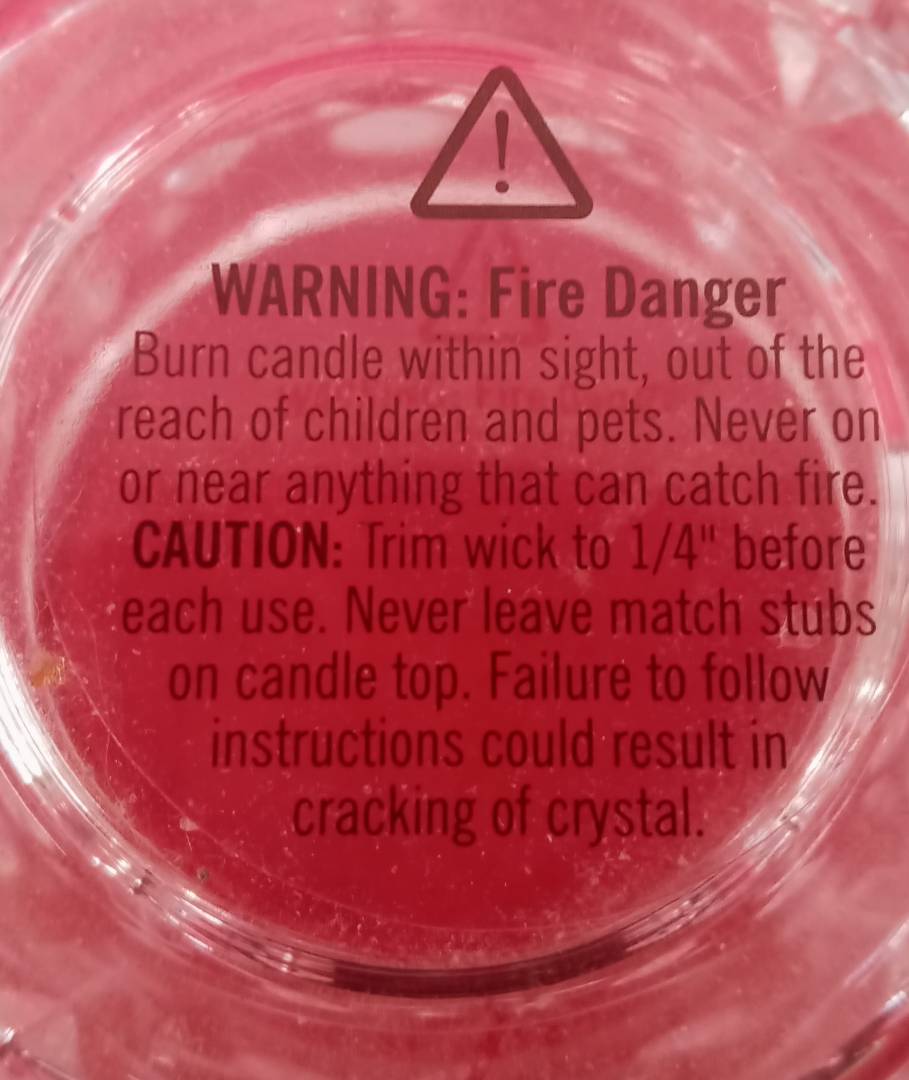 WARNING: Fire Danger
Burn candle within sight, out of the
reach of children and pets. Never on
or near anything that can catch fire.
CAUTION: Trim wick to 1/4" before
each use. Never leave match stubs
on candle top. Failure to follow
instructions could result in
cracking of crystal.